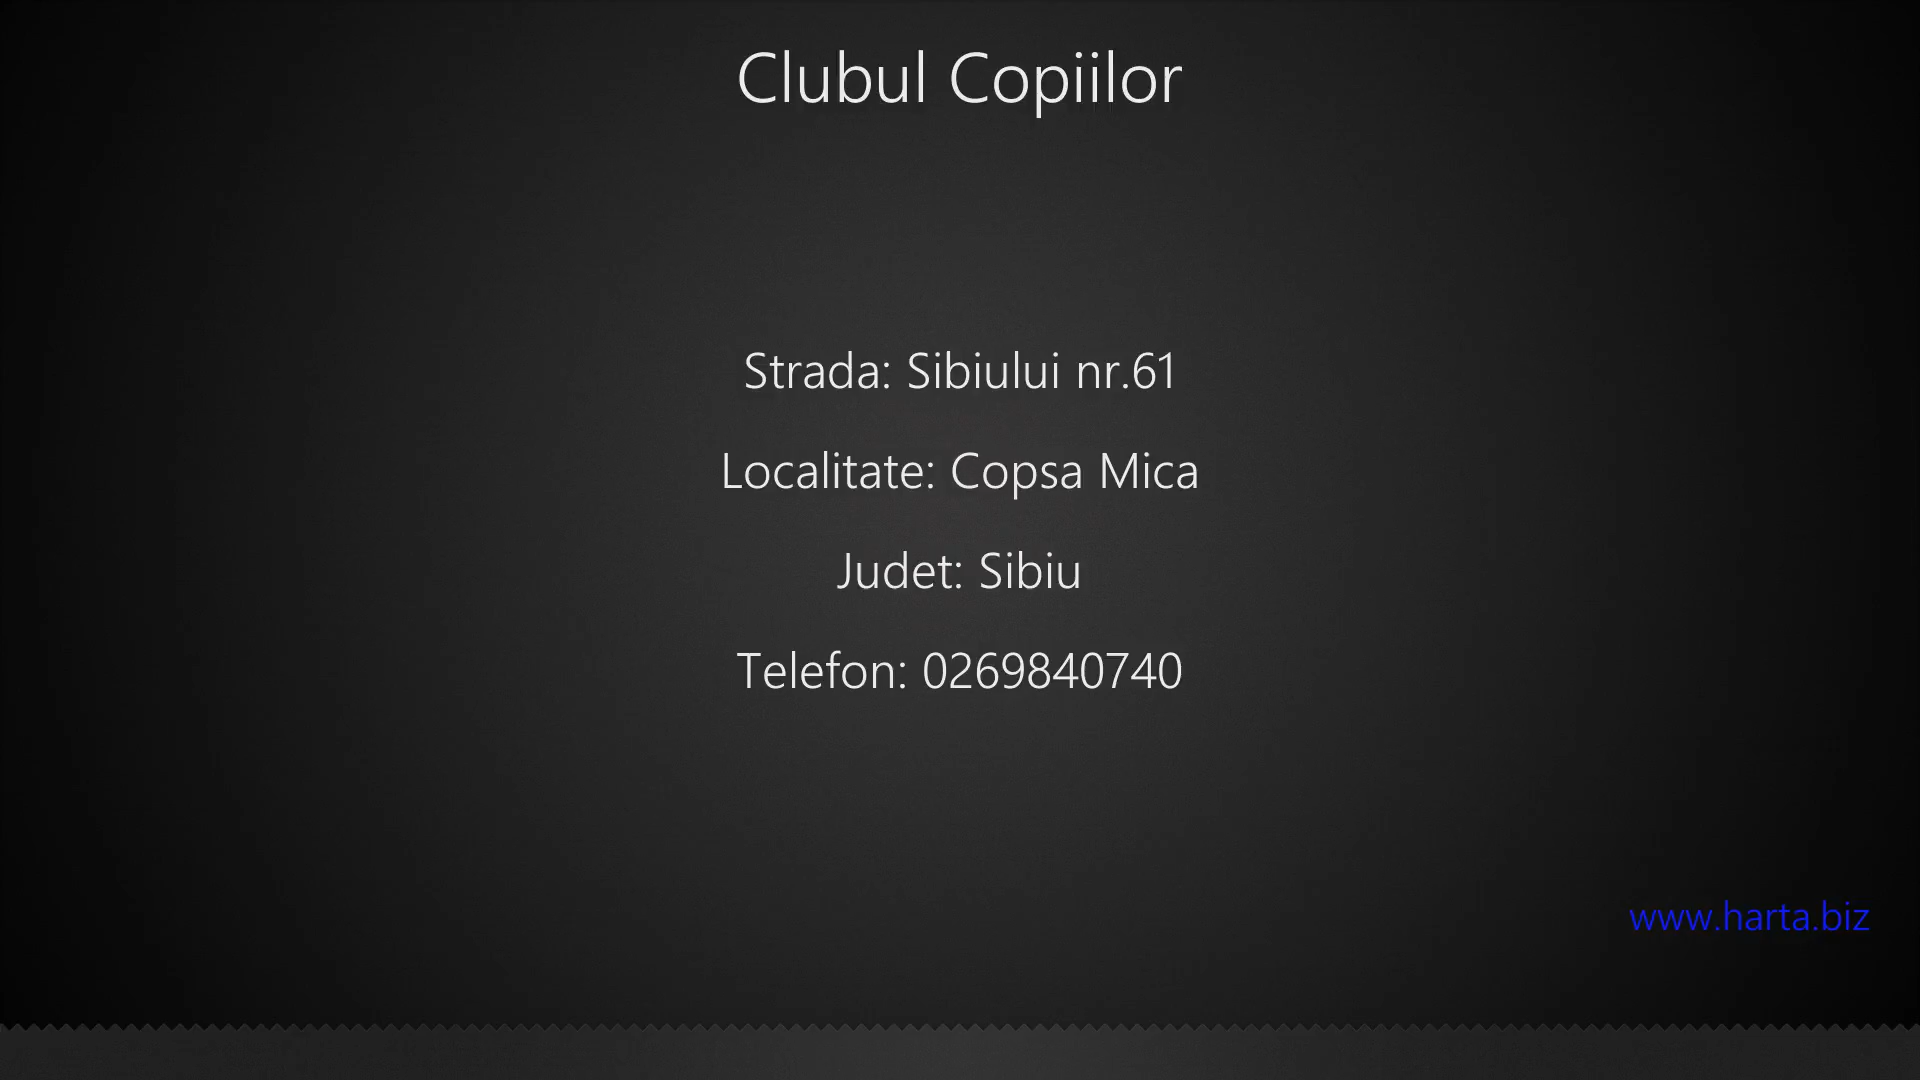 Clubul Copiilor
Strada: Sibiului nr.61
Localitate: Copsa Mica
Judet: Sibiu
Telefon: 0269840740
www.harta.biz